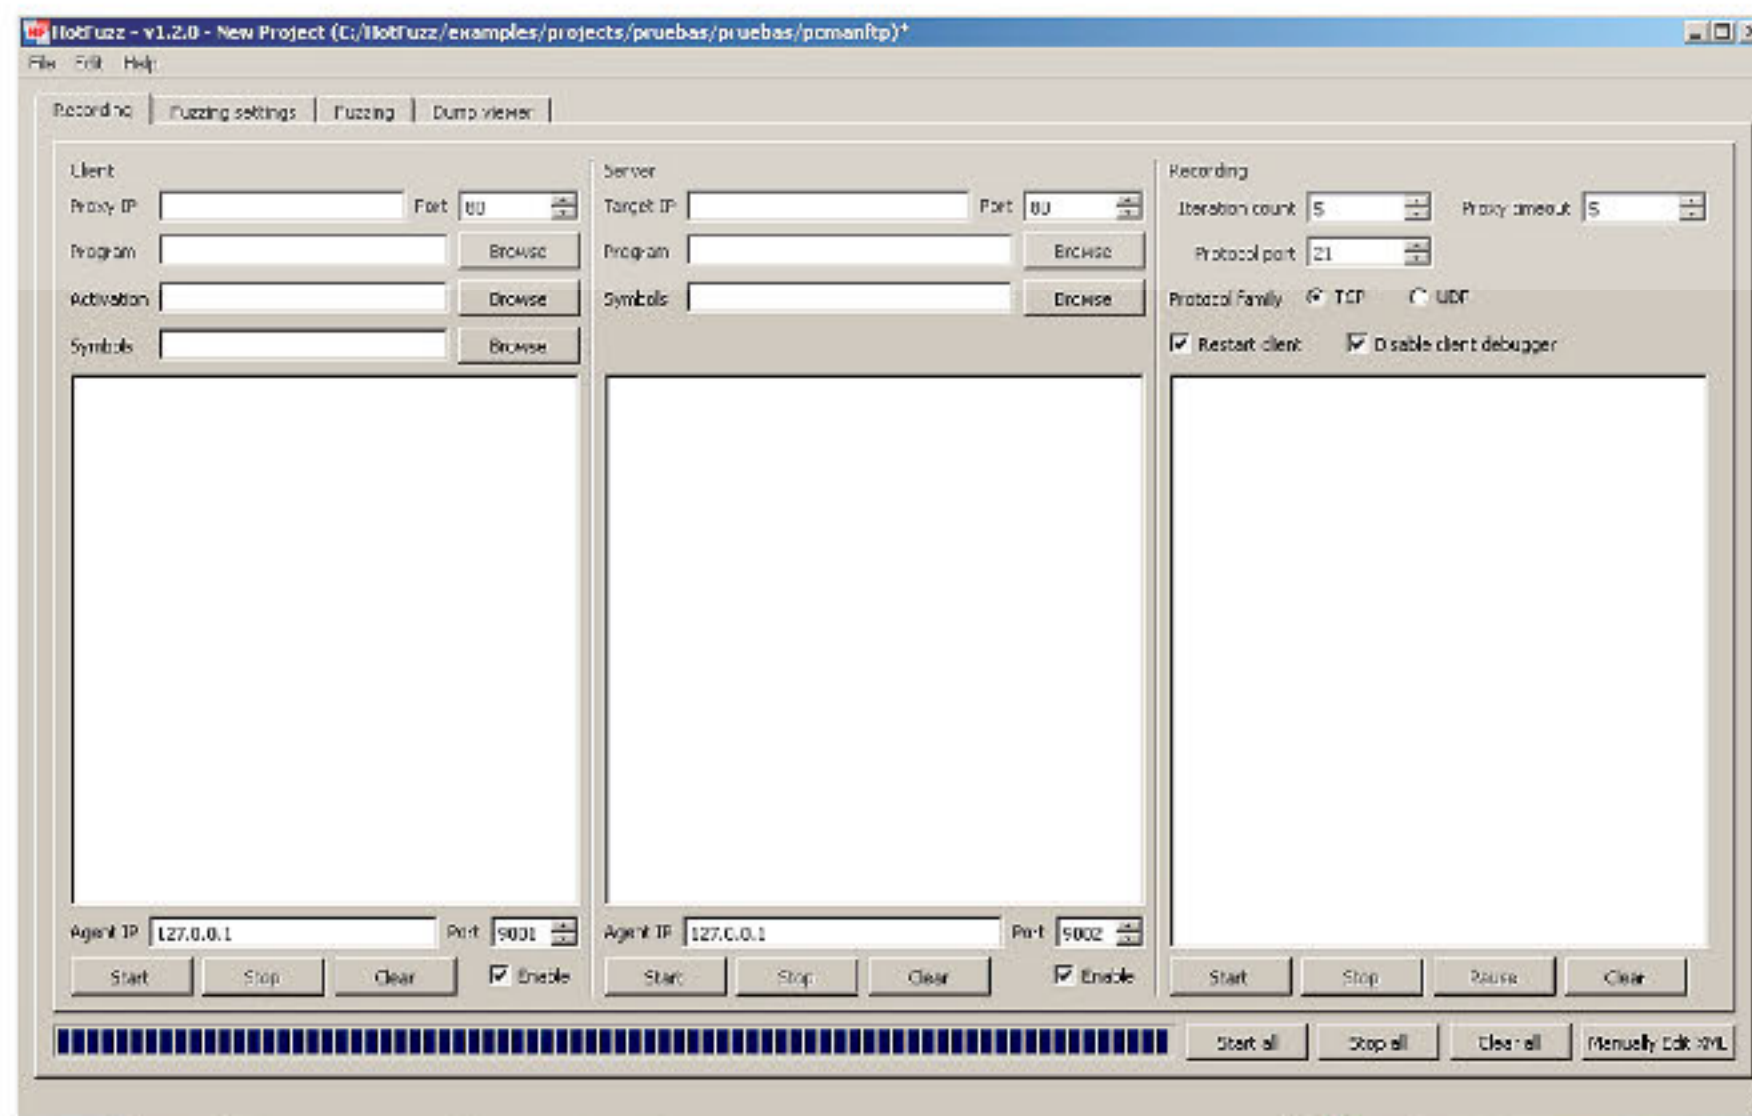 HotFuzz - v1.2.0 - New Project (C:/HotFuzz/examples/projects/pruebas/pruebas/pcmanftp)*
File Edit Help
Recording Fuzzing settings Fuzzing Dump viewer
Client
Proxy IP Port 80
Program Browse
Activation Browse
Symbols Browse
Agent IP 127.0.0.1 Port 9001
Start Stop Clear Enable
Server
Target IP Port 80
Program Browse
Symbols Browse
Agent IP 127.0.0.1 Port 9002
Start Stop Clear Enable
Recording
Iteration count 5 Proxy timeout 5
Protocol port 21
Protocol Family TCP UDP
Restart client Disable client debugger
Start Stop Pause Clear
Start all Stop all Clear all Manually Edit XML